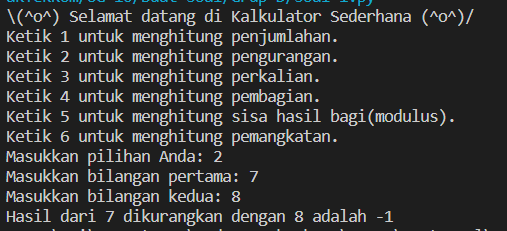 \(^o^) Selamat datang di Kalkulator Sederhana (^o^)/
Ketik 1 untuk menghitung penjumlahan.
Ketik 2 untuk menghitung pengurangan.
Ketik 3 untuk menghitung perkalian.
Ketik 4 untuk menghitung pembagian.
Ketik 5 untuk menghitung sisa hasil bagi(modulus).
Ketik 6 untuk menghitung pemangkatan.
Masukkan pilihan Anda: 2
Masukkan bilangan pertama: 7
Masukkan bilangan kedua: 8
Hasil dari 7 dikurangkan dengan 8 adalah -1